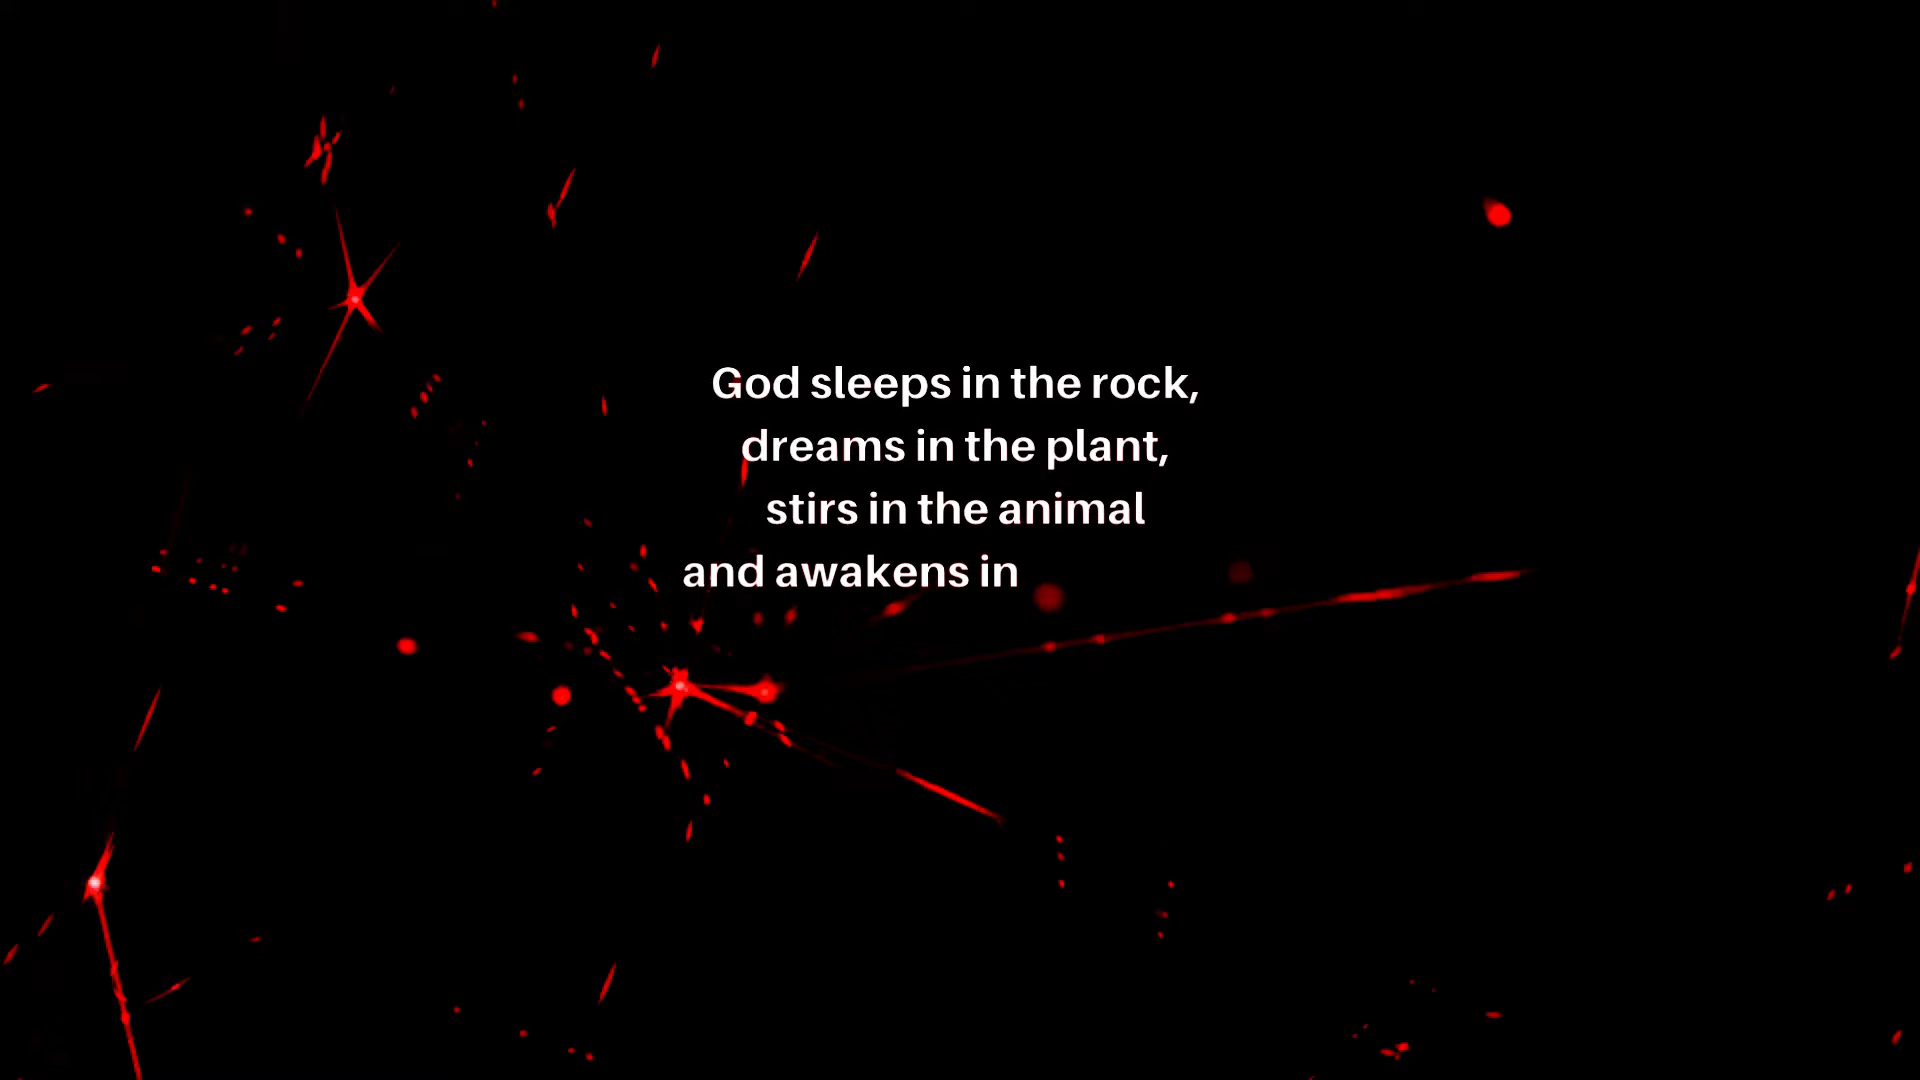 God sleeps in the rock,
dreams in the plant,
stirs in the animal
and awakens in